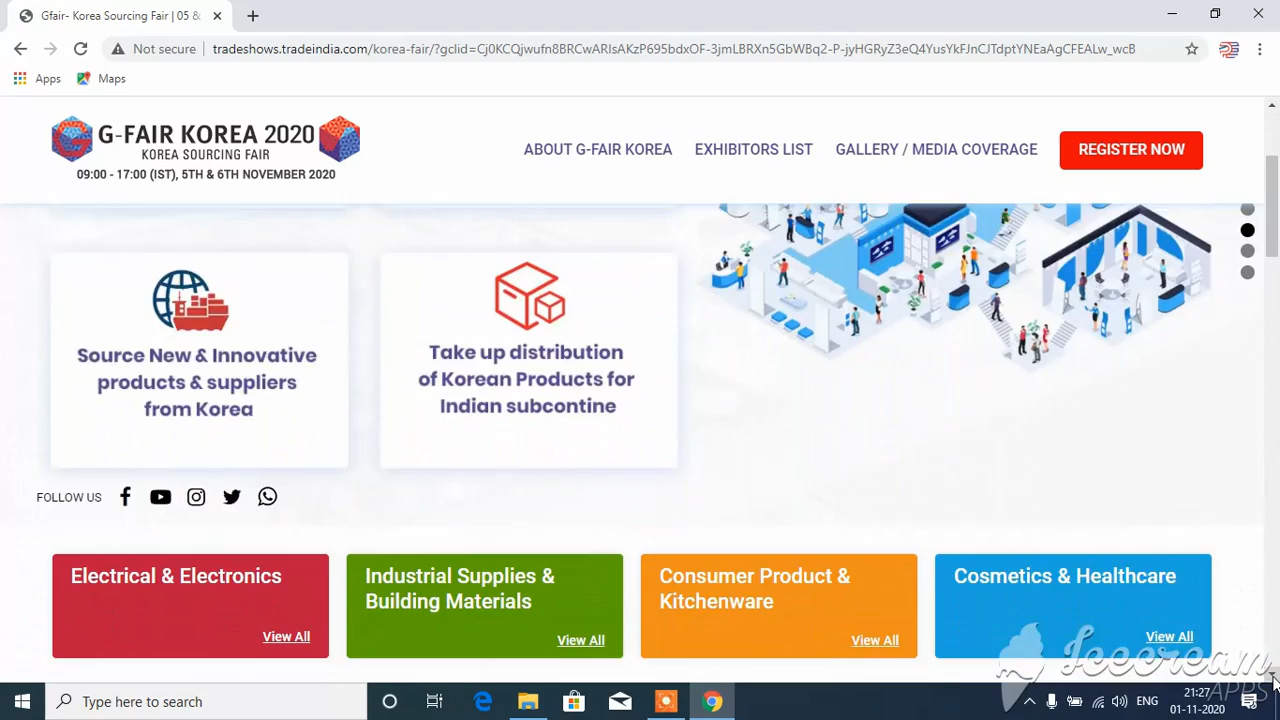 Gfair- Korea Sourcing Fair | 05 &
Not secure
tradeshows.tradeindia.com/korea-fair/?gclid=Cj0KCQjwufn8BRCwARIsAKzP695bdxOF-3jmLBRXn5GbWBq2-P-jyHGRyZ3eQ4YusYkFJnCJTdptYNEaAgCFEALw_wcB
Apps Maps
G-FAIR KOREA 2020
KOREA SOURCING FAIR
09:00 - 17:00 (IST), 5TH & 6TH NOVEMBER 2020
ABOUT G-FAIR KOREA EXHIBITORS LIST GALLERY / MEDIA COVERAGE REGISTER NOW
Source New & Innovative
products & suppliers
from Korea
Take up distribution
of Korean Products for
Indian subcontine
FOLLOW US
Electrical & Electronics
View All
Industrial Supplies &
Building Materials
View All
Consumer Product &
Kitchenware
View All
Cosmetics & Healthcare
View All
Icecream
APPS
Type here to search
ENG
21:27
01-11-2020